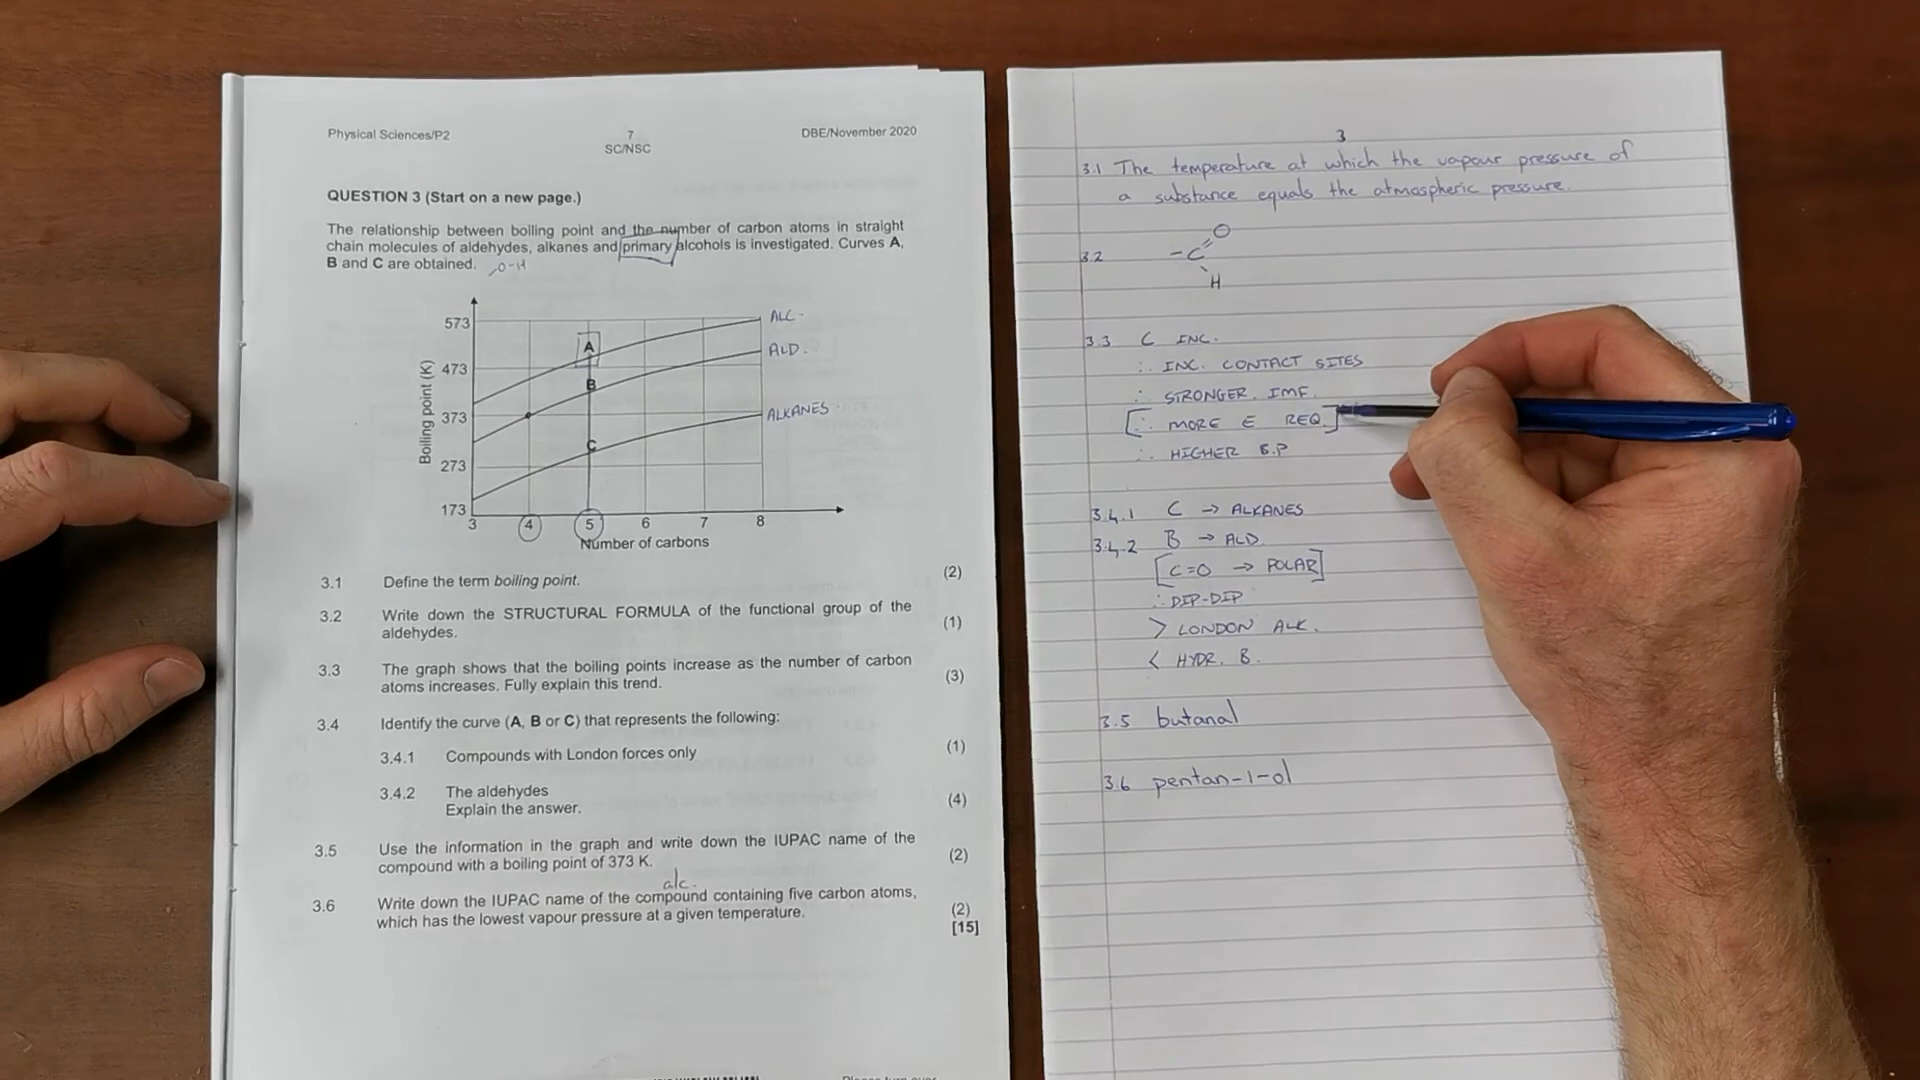 Physical Sciences/P2
7
SC/NSC
DBE/November 2020
QUESTION 3 (Start on a new page.)
The relationship between boiling point and the number of carbon atoms in straight
chain molecules of aldehydes, alkanes and primary alcohols is investigated. Curves A,
B and C are obtained.
O-H
Boiling point (K)
573
473
373
273
173
A
B
C
ALC.
ALD.
ALKANES
3 4 5 6 7 8
Number of carbons
3.1 Define the term boiling point. (2)
3.2 Write down the STRUCTURAL FORMULA of the functional group of the
aldehydes. (1)
3.3 The graph shows that the boiling points increase as the number of carbon
atoms increases. Fully explain this trend. (3)
3.4 Identify the curve (A, B or C) that represents the following:
3.4.1 Compounds with London forces only (1)
3.4.2 The aldehydes
Explain the answer. (4)
3.5 Use the information in the graph and write down the IUPAC name of the
compound with a boiling point of 373 K. (2)
alc.
3.6 Write down the IUPAC name of the compound containing five carbon atoms,
which has the lowest vapour pressure at a given temperature. (2)
[15]
3
3.1 The temperature at which the vapour pressure of
a substance equals the atmospheric pressure.
O
3.2 -C
H
3.3 C INC.
∴ INC. CONTACT SITES
∴ STRONGER IMF.
[∴ MORE E REQ.]
∴ HIGHER B.P
3.4.1 C → ALKANES
3.4.2 B → ALD.
[C=O → POLAR]
∴ DIP-DIP
> LONDON ALK.
< HYDR. B.
3.5 butanal
3.6 pentan-1-ol